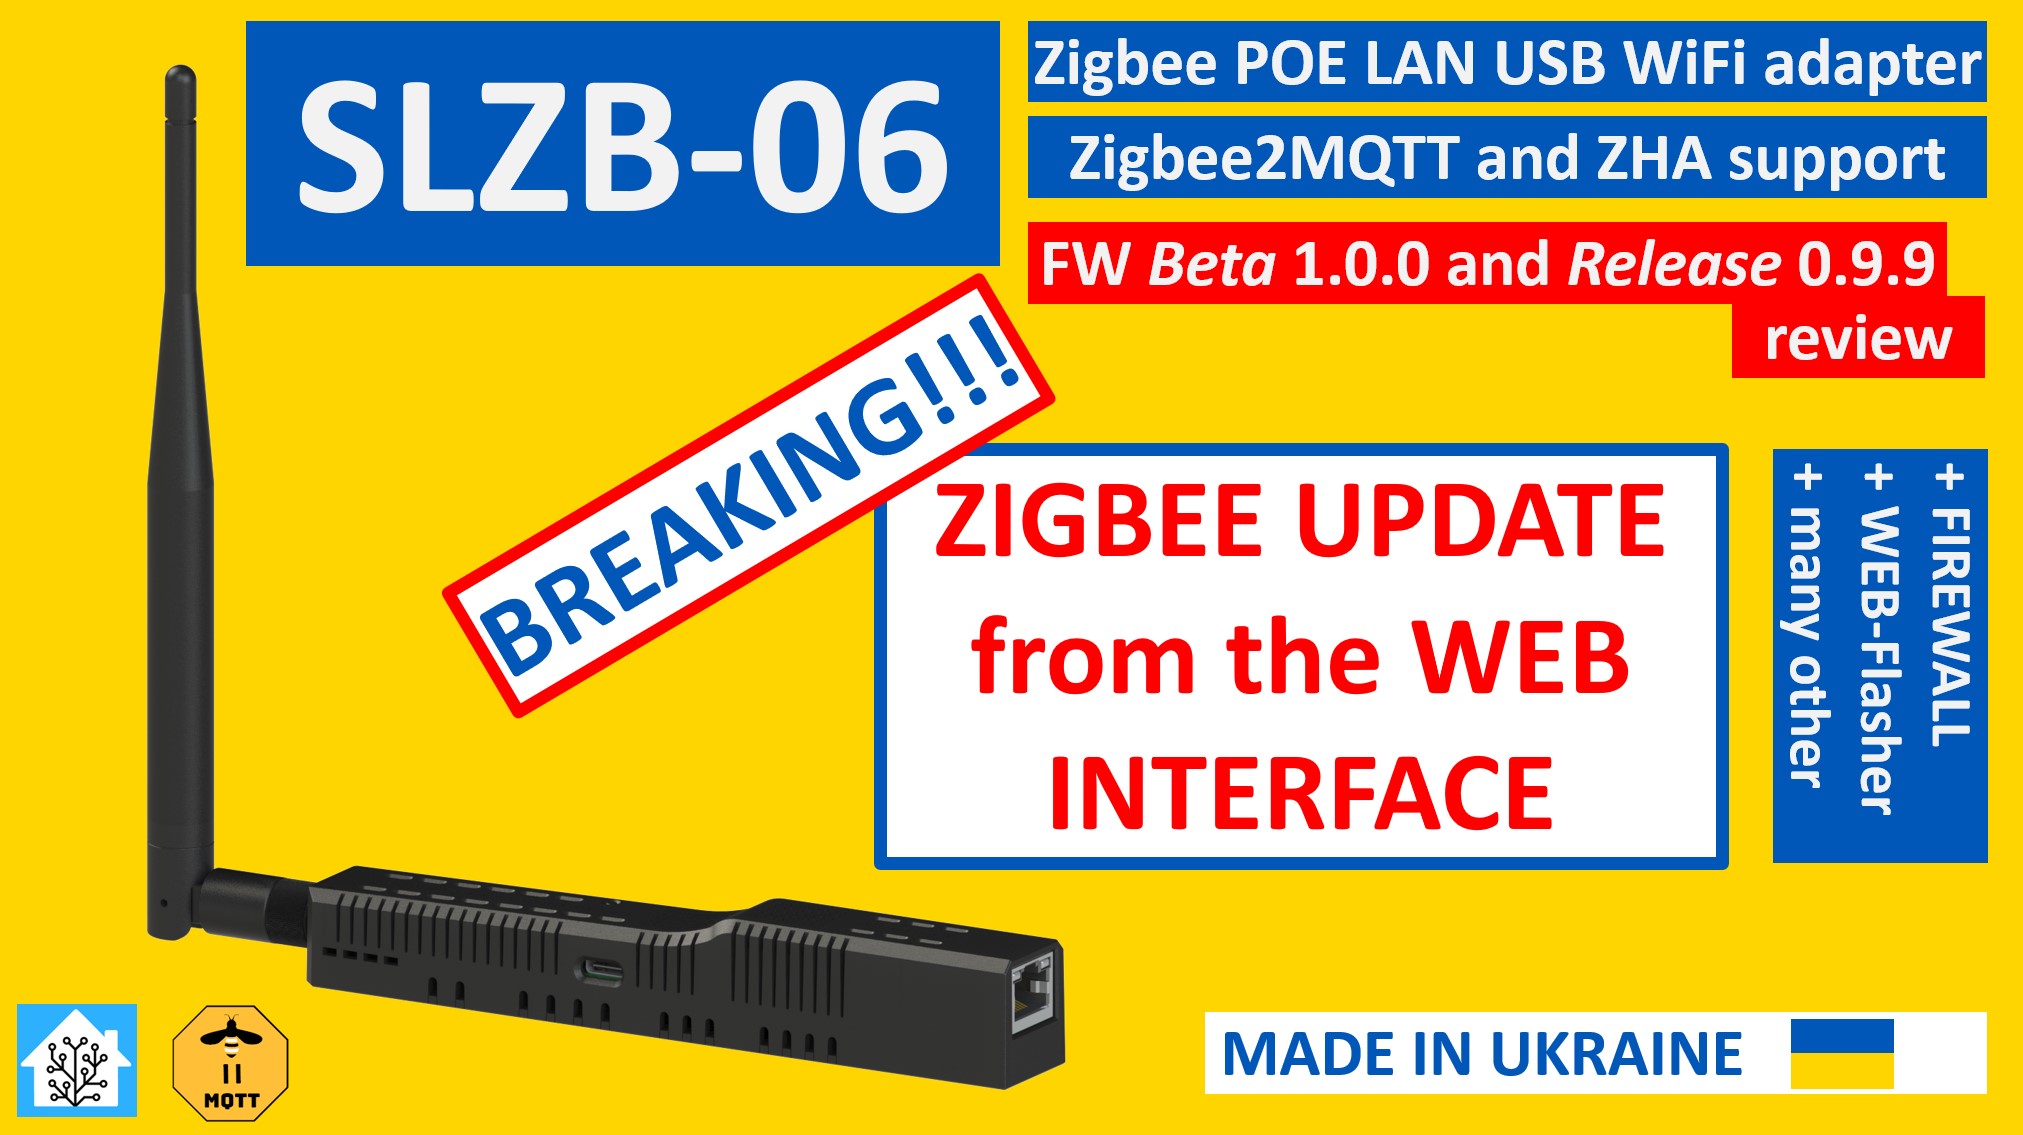 SLZB-06
Zigbee POE LAN USB WiFi adapter
Zigbee2MQTT and ZHA support
FW Beta 1.0.0 and Release 0.9.9
review
BREAKING!!!
ZIGBEE UPDATE
from the WEB
INTERFACE
+ FIREWALL
+ WEB-Flasher
+ many other
MQTT
MADE IN UKRAINE